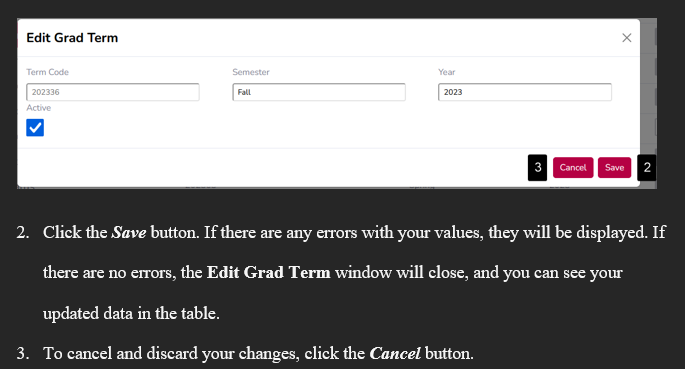 Edit Grad Term
Term Code Semester Year
202336 Fall 2023
Active
3 Cancel Save 2
2. Click the Save button. If there are any errors with your values, they will be displayed. If
there are no errors, the Edit Grad Term window will close, and you can see your
updated data in the table.
3. To cancel and discard your changes, click the Cancel button.